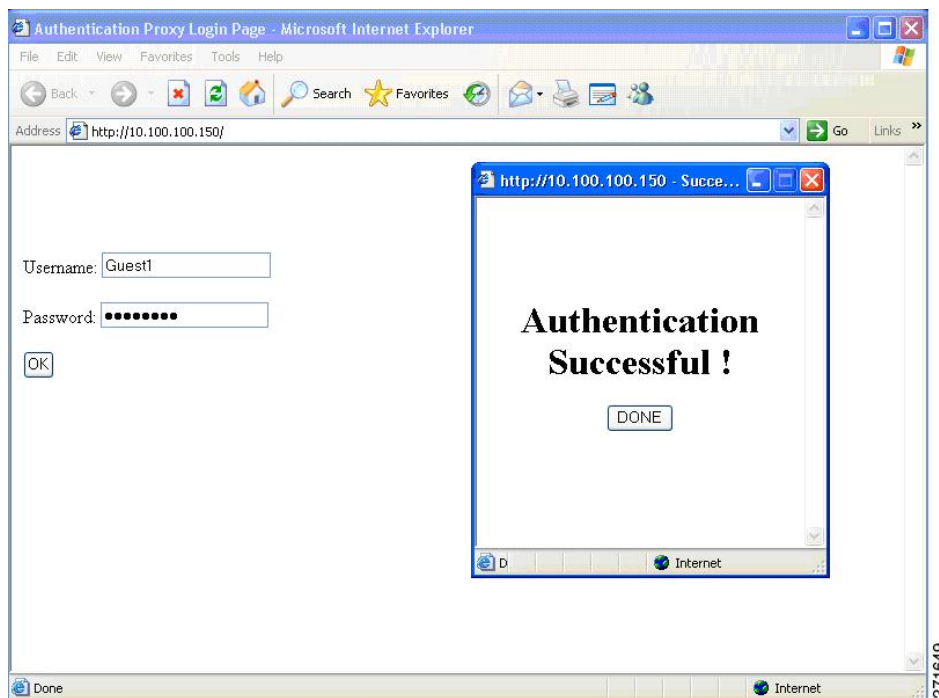 Authentication Proxy Login Page - Microsoft Internet Explorer
File Edit View Favorites Tools Help
Back Search Favorites
Address http://10.100.100.150/ Go Links »
http://10.100.100.150 - Succe...
Username: Guest1
Password: ••••••••
OK
Authentication
Successful !
DONE
D Internet
Done Internet
271649